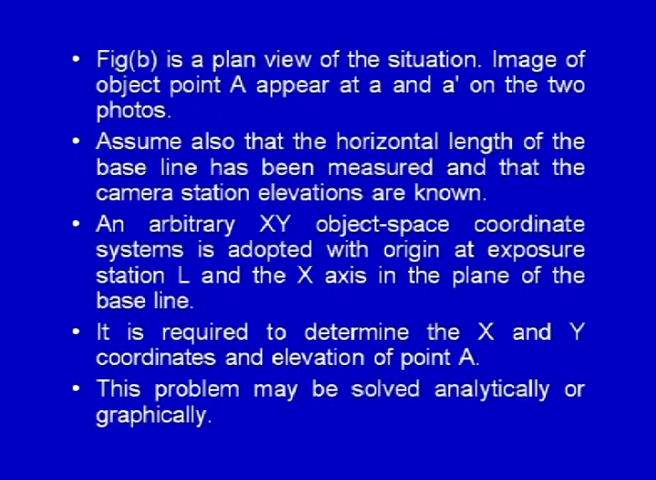 • Fig(b) is a plan view of the situation. Image of
object point A appear at a and a' on the two
photos.
• Assume also that the horizontal length of the
base line has been measured and that the
camera station elevations are known.
• An arbitrary XY object-space coordinate
systems is adopted with origin at exposure
station L and the X axis in the plane of the
base line.
• It is required to determine the X and Y
coordinates and elevation of point A.
• This problem may be solved analytically or
graphically.